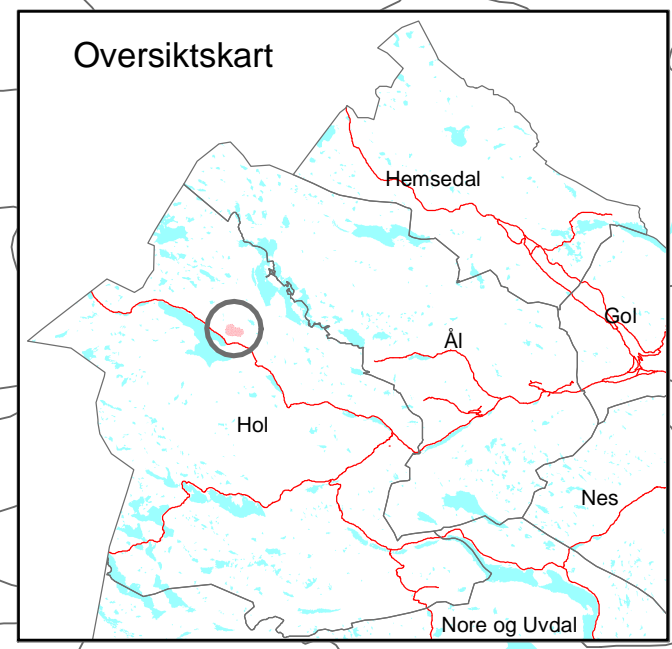 Oversiktskart
Hemsedal
Gol
Ål
Hol
Nes
Nore og Uvdal